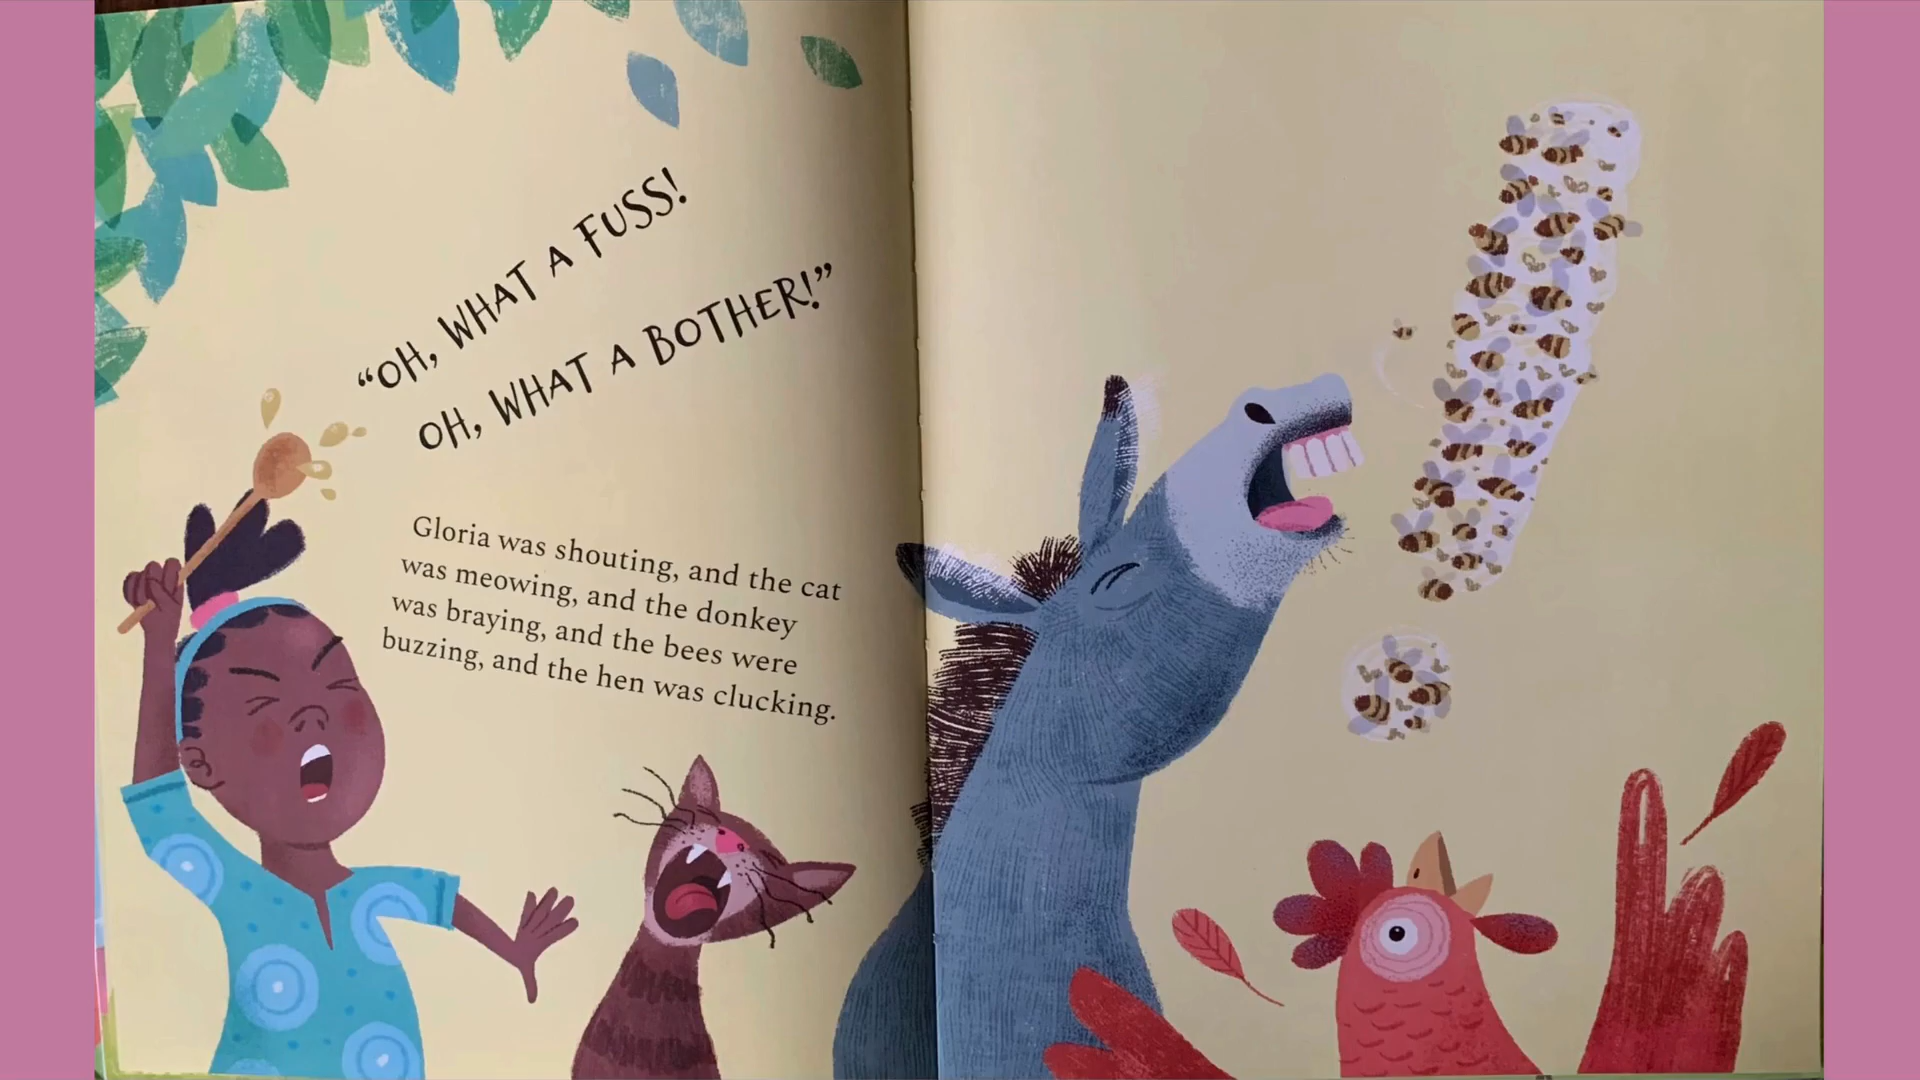 “OH, WHAT A FUSS!
OH, WHAT A BOTHER!”
Gloria was shouting, and the cat
was meowing, and the donkey
was braying, and the bees were
buzzing, and the hen was clucking.